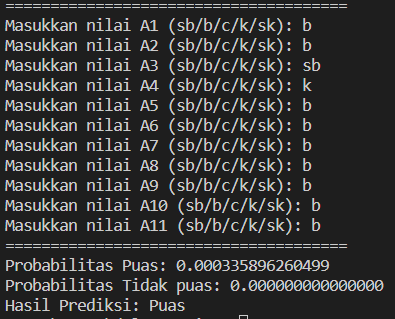 ======================================
Masukkan nilai A1 (sb/b/c/k/sk): b
Masukkan nilai A2 (sb/b/c/k/sk): b
Masukkan nilai A3 (sb/b/c/k/sk): sb
Masukkan nilai A4 (sb/b/c/k/sk): k
Masukkan nilai A5 (sb/b/c/k/sk): b
Masukkan nilai A6 (sb/b/c/k/sk): b
Masukkan nilai A7 (sb/b/c/k/sk): b
Masukkan nilai A8 (sb/b/c/k/sk): b
Masukkan nilai A9 (sb/b/c/k/sk): b
Masukkan nilai A10 (sb/b/c/k/sk): b
Masukkan nilai A11 (sb/b/c/k/sk): b
======================================
Probabilitas Puas: 0.000335896260499
Probabilitas Tidak puas: 0.000000000000000
Hasil Prediksi: Puas